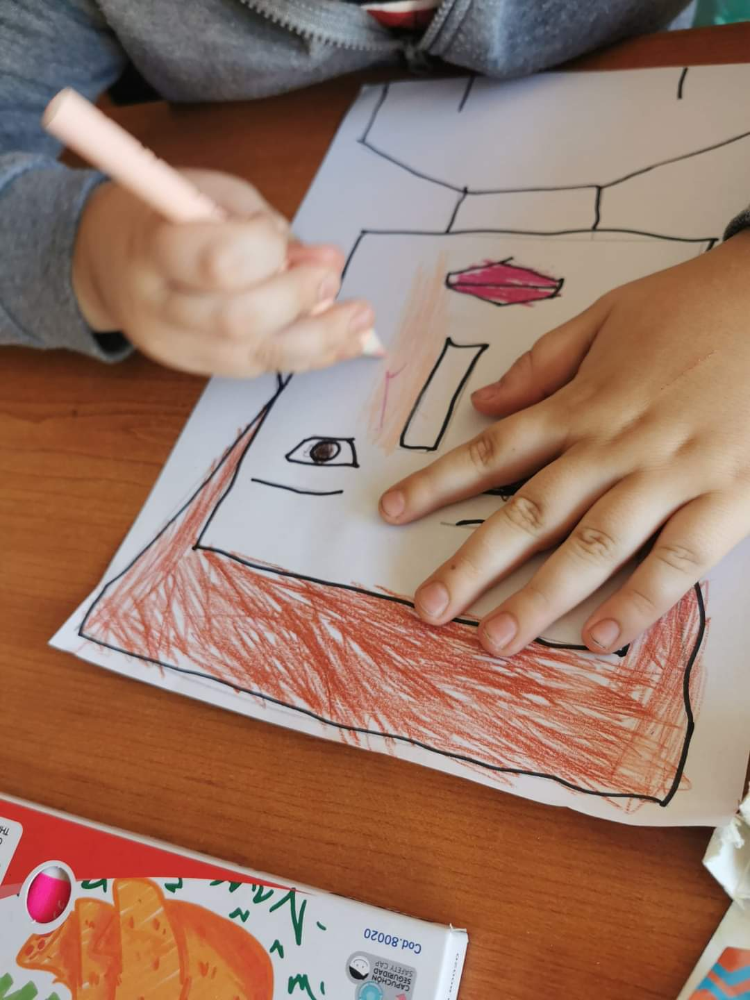 Cod.80020
CAPUCHÓN
SEGURIDAD
SAFETY CAP